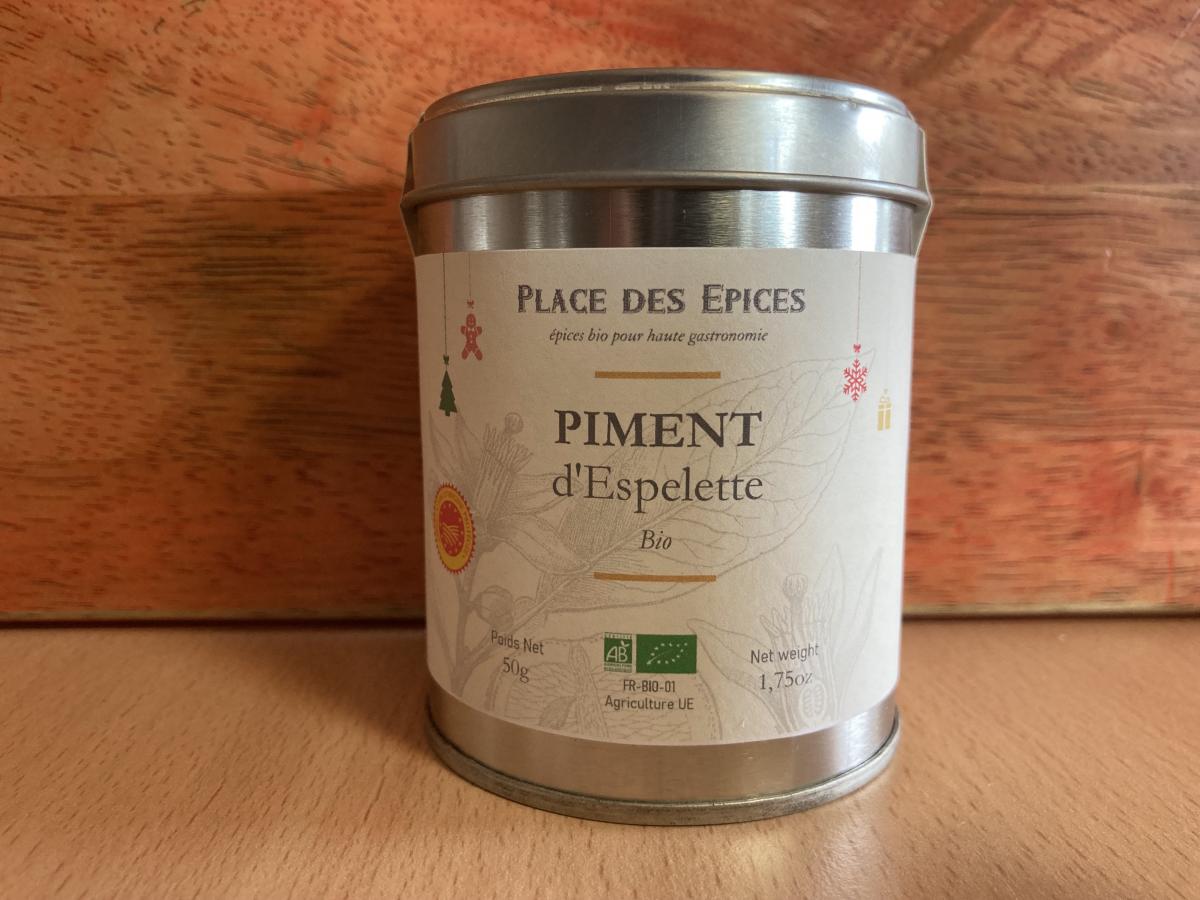 PLACE DES EPICES
épices bio pour haute gastronomie
PIMENT
d'Espelette
Bio
Poids Net
50g
AB
FR-BIO-01
Agriculture UE
Net weight
1,75oz